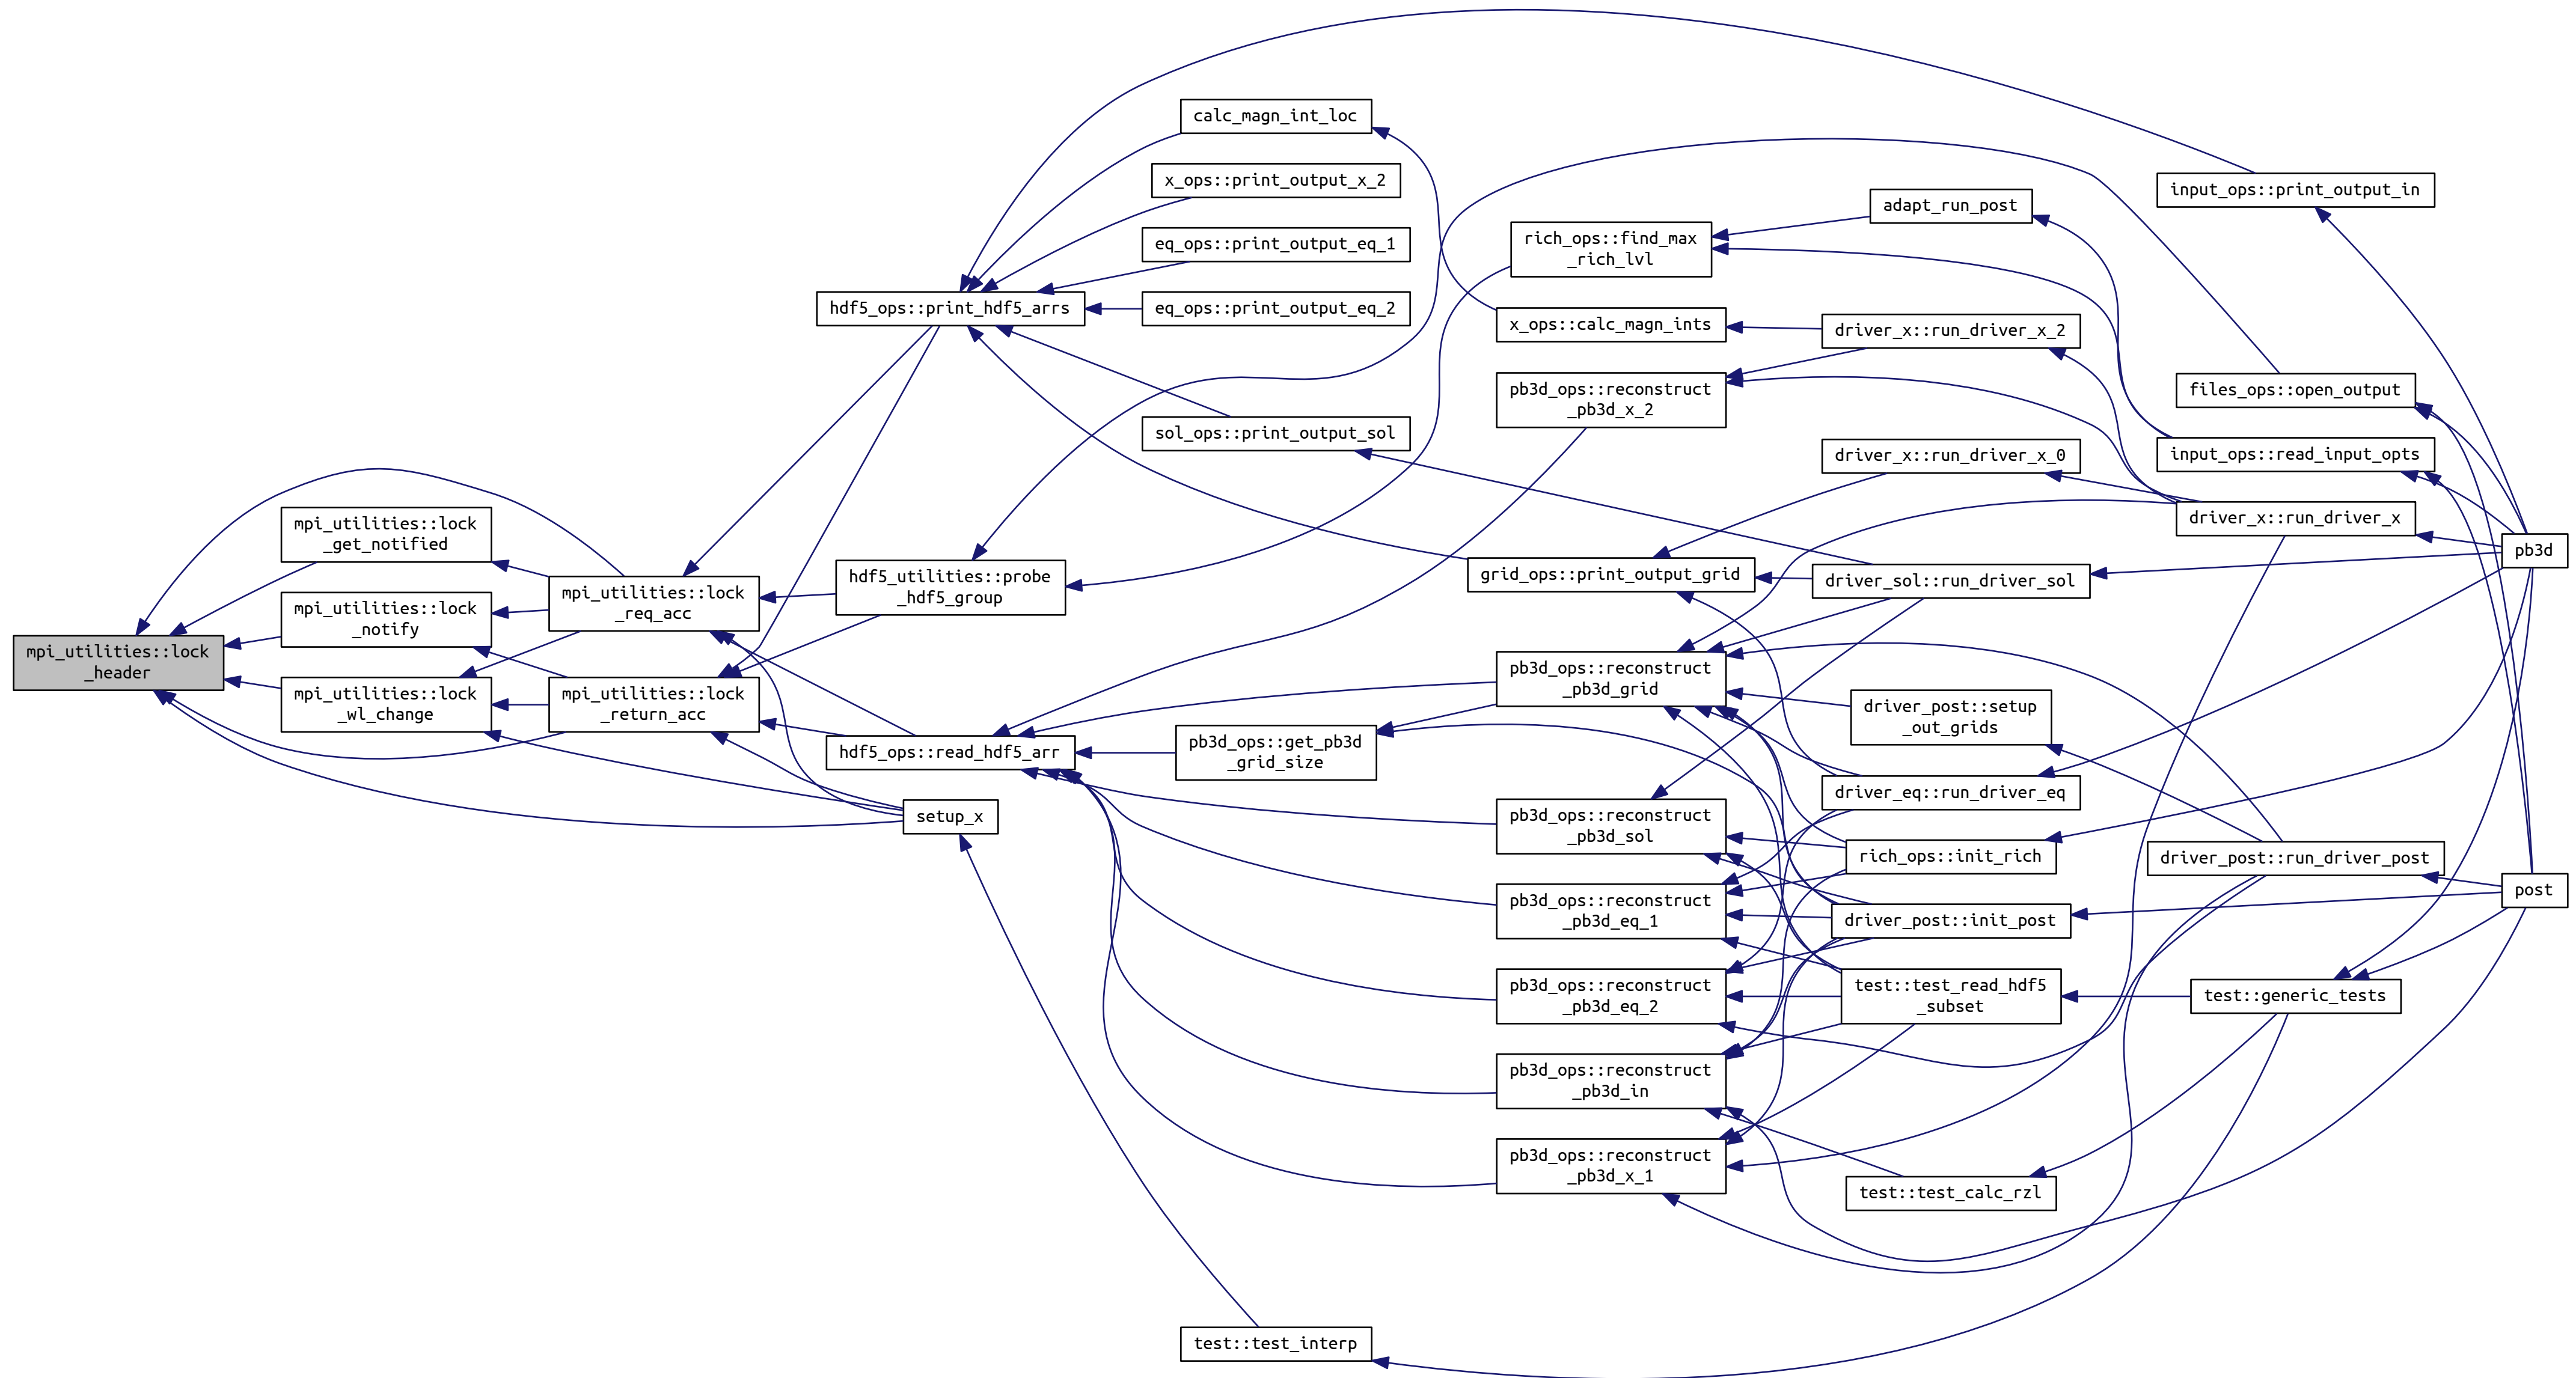 mpi_utilities::lock
_header
mpi_utilities::lock
_get_notified
mpi_utilities::lock
_notify
mpi_utilities::lock
_wl_change
mpi_utilities::lock
_req_acc
mpi_utilities::lock
_return_acc
hdf5_ops::print_hdf5_arrs
hdf5_utilities::probe
_hdf5_group
hdf5_ops::read_hdf5_arr
setup_x
calc_magn_int_loc
x_ops::print_output_x_2
eq_ops::print_output_eq_1
eq_ops::print_output_eq_2
sol_ops::print_output_sol
pb3d_ops::get_pb3d
_grid_size
test::test_interp
rich_ops::find_max
_rich_lvl
x_ops::calc_magn_ints
pb3d_ops::reconstruct
_pb3d_x_2
grid_ops::print_output_grid
pb3d_ops::reconstruct
_pb3d_grid
pb3d_ops::reconstruct
_pb3d_sol
pb3d_ops::reconstruct
_pb3d_eq_1
pb3d_ops::reconstruct
_pb3d_eq_2
pb3d_ops::reconstruct
_pb3d_in
pb3d_ops::reconstruct
_pb3d_x_1
adapt_run_post
driver_x::run_driver_x_2
driver_x::run_driver_x_0
driver_sol::run_driver_sol
driver_post::setup
_out_grids
driver_eq::run_driver_eq
rich_ops::init_rich
driver_post::init_post
test::test_read_hdf5
_subset
test::test_calc_rzl
input_ops::print_output_in
files_ops::open_output
input_ops::read_input_opts
driver_x::run_driver_x
driver_post::run_driver_post
test::generic_tests
pb3d
post